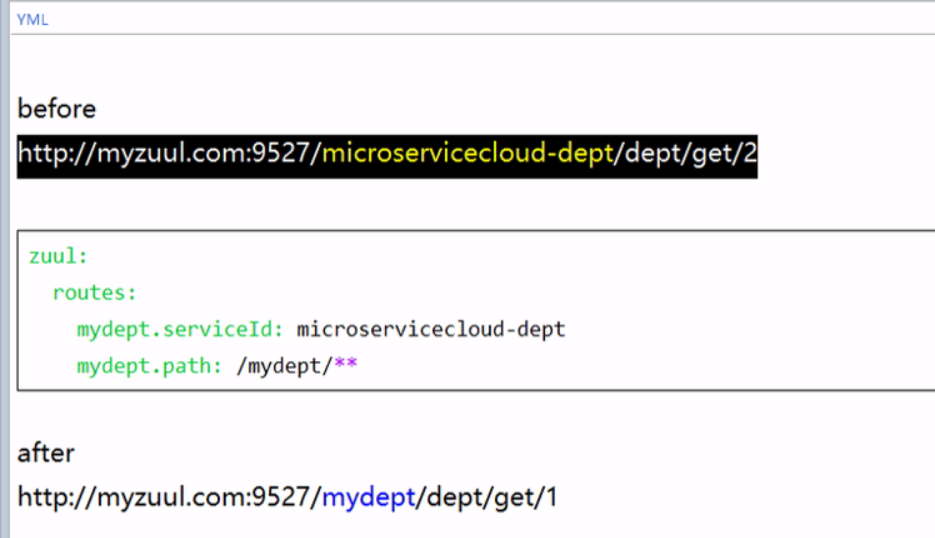 YML
before
http://myzuul.com:9527/microservicecloud-dept/dept/get/2
zuul:
routes:
mydept.serviceId: microservicecloud-dept
mydept.path: /mydept/**
after
http://myzuul.com:9527/mydept/dept/get/1